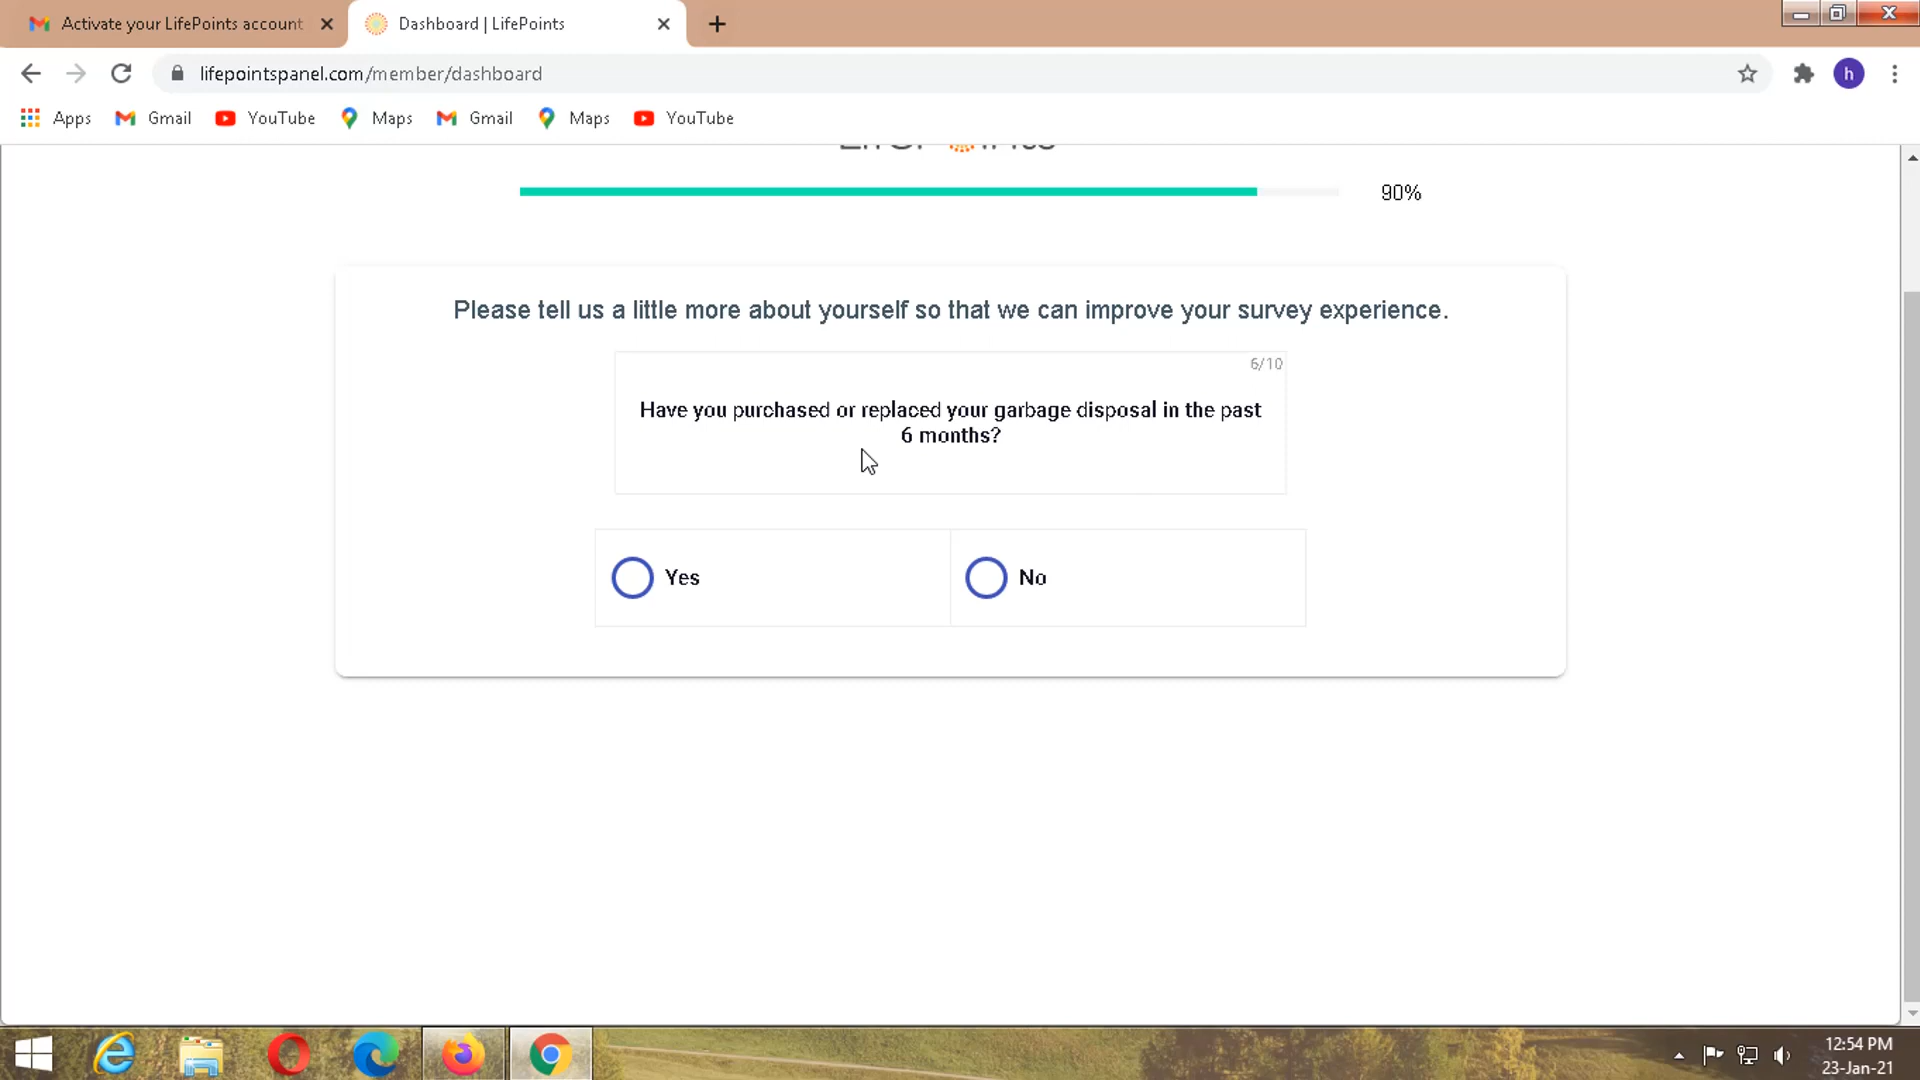 Activate your LifePoints account
Dashboard | LifePoints
lifepointspanel.com/member/dashboard
h
Apps
Gmail
YouTube
Maps
Gmail
Maps
YouTube
90%
Please tell us a little more about yourself so that we can improve your survey experience.
6/10
Have you purchased or replaced your garbage disposal in the past
6 months?
Yes
No
12:54 PM
23-Jan-21